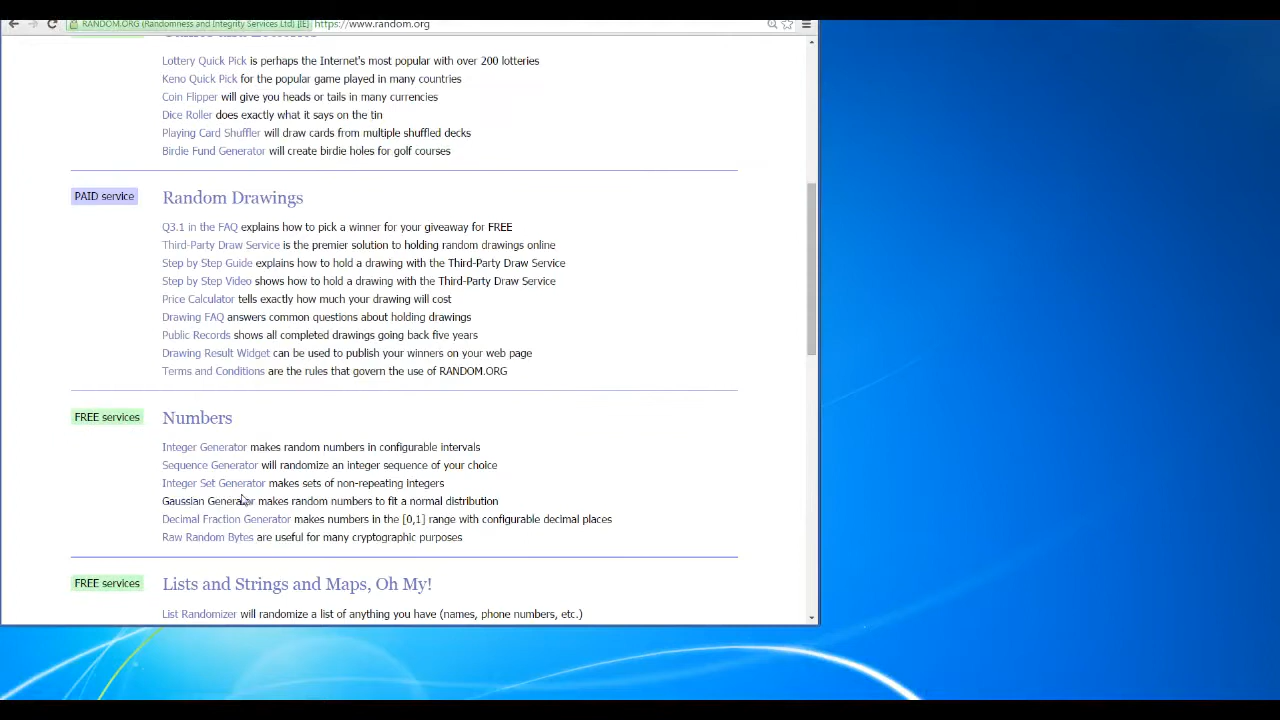 RANDOM.ORG (Randomness and Integrity Services Ltd) [IE] https://www.random.org
Lottery Quick Pick is perhaps the Internet's most popular with over 200 lotteries
Keno Quick Pick for the popular game played in many countries
Coin Flipper will give you heads or tails in many currencies
Dice Roller does exactly what it says on the tin
Playing Card Shuffler will draw cards from multiple shuffled decks
Birdie Fund Generator will create birdie holes for golf courses
PAID service Random Drawings
Q3.1 in the FAQ explains how to pick a winner for your giveaway for FREE
Third-Party Draw Service is the premier solution to holding random drawings online
Step by Step Guide explains how to hold a drawing with the Third-Party Draw Service
Step by Step Video shows how to hold a drawing with the Third-Party Draw Service
Price Calculator tells exactly how much your drawing will cost
Drawing FAQ answers common questions about holding drawings
Public Records shows all completed drawings going back five years
Drawing Result Widget can be used to publish your winners on your web page
Terms and Conditions are the rules that govern the use of RANDOM.ORG
FREE services Numbers
Integer Generator makes random numbers in configurable intervals
Sequence Generator will randomize an integer sequence of your choice
Integer Set Generator makes sets of non-repeating integers
Gaussian Generator makes random numbers to fit a normal distribution
Decimal Fraction Generator makes numbers in the [0,1] range with configurable decimal places
Raw Random Bytes are useful for many cryptographic purposes
FREE services Lists and Strings and Maps, Oh My!
List Randomizer will randomize a list of anything you have (names, phone numbers, etc.)